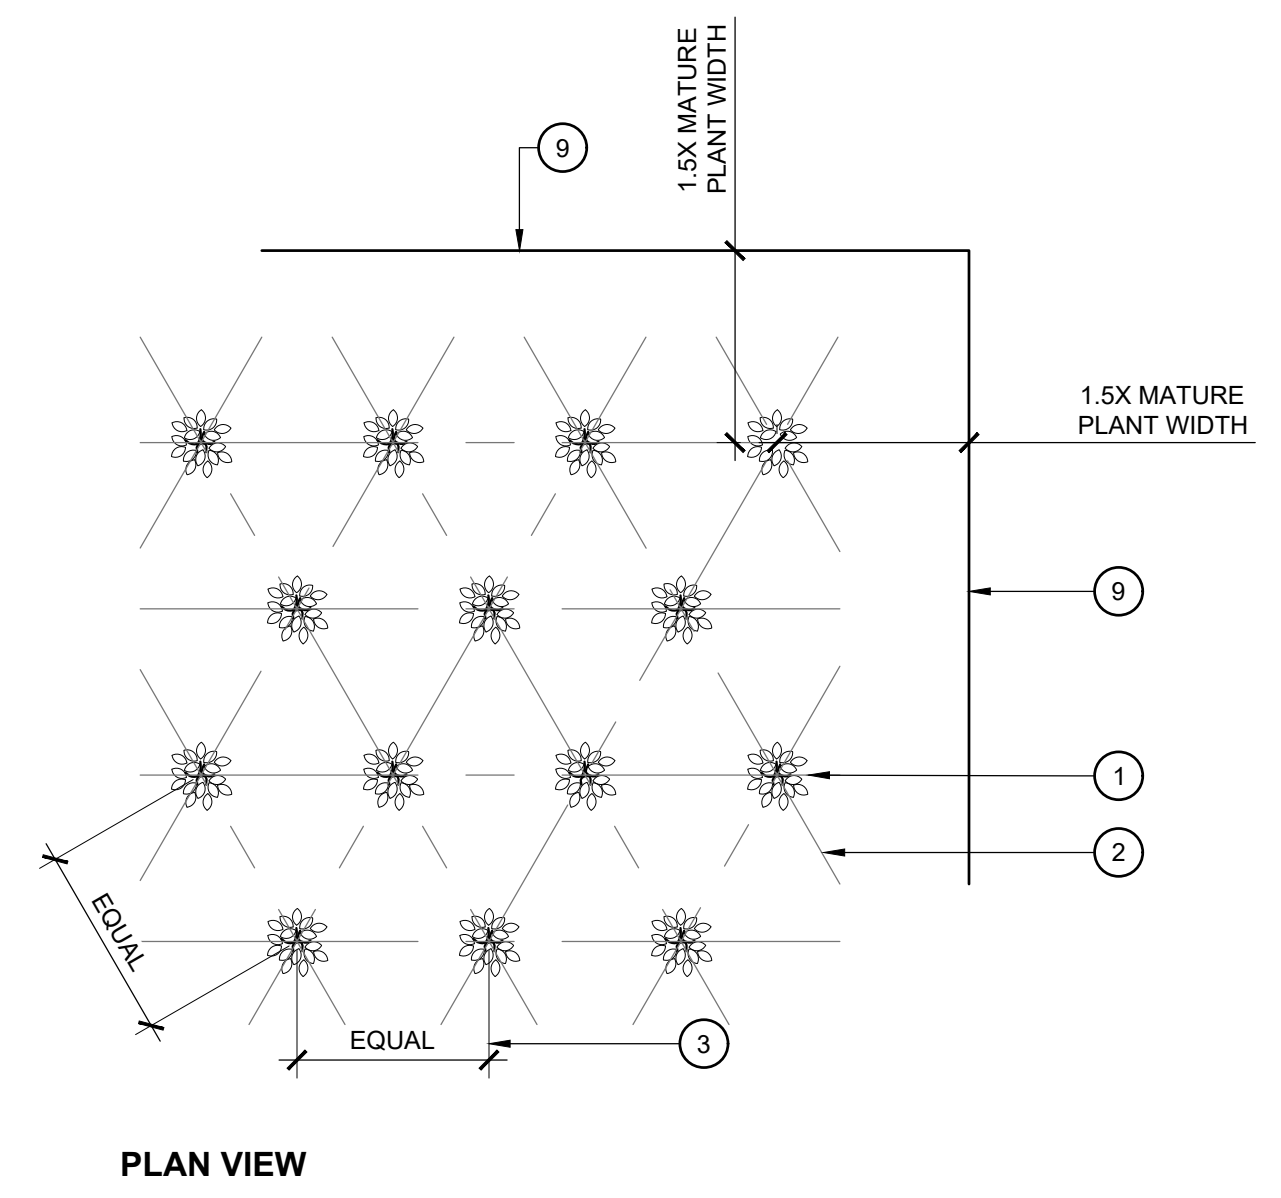 1.5X MATURE
PLANT WIDTH
9
1.5X MATURE
PLANT WIDTH
9
1
2
EQUAL
EQUAL
3
PLAN VIEW